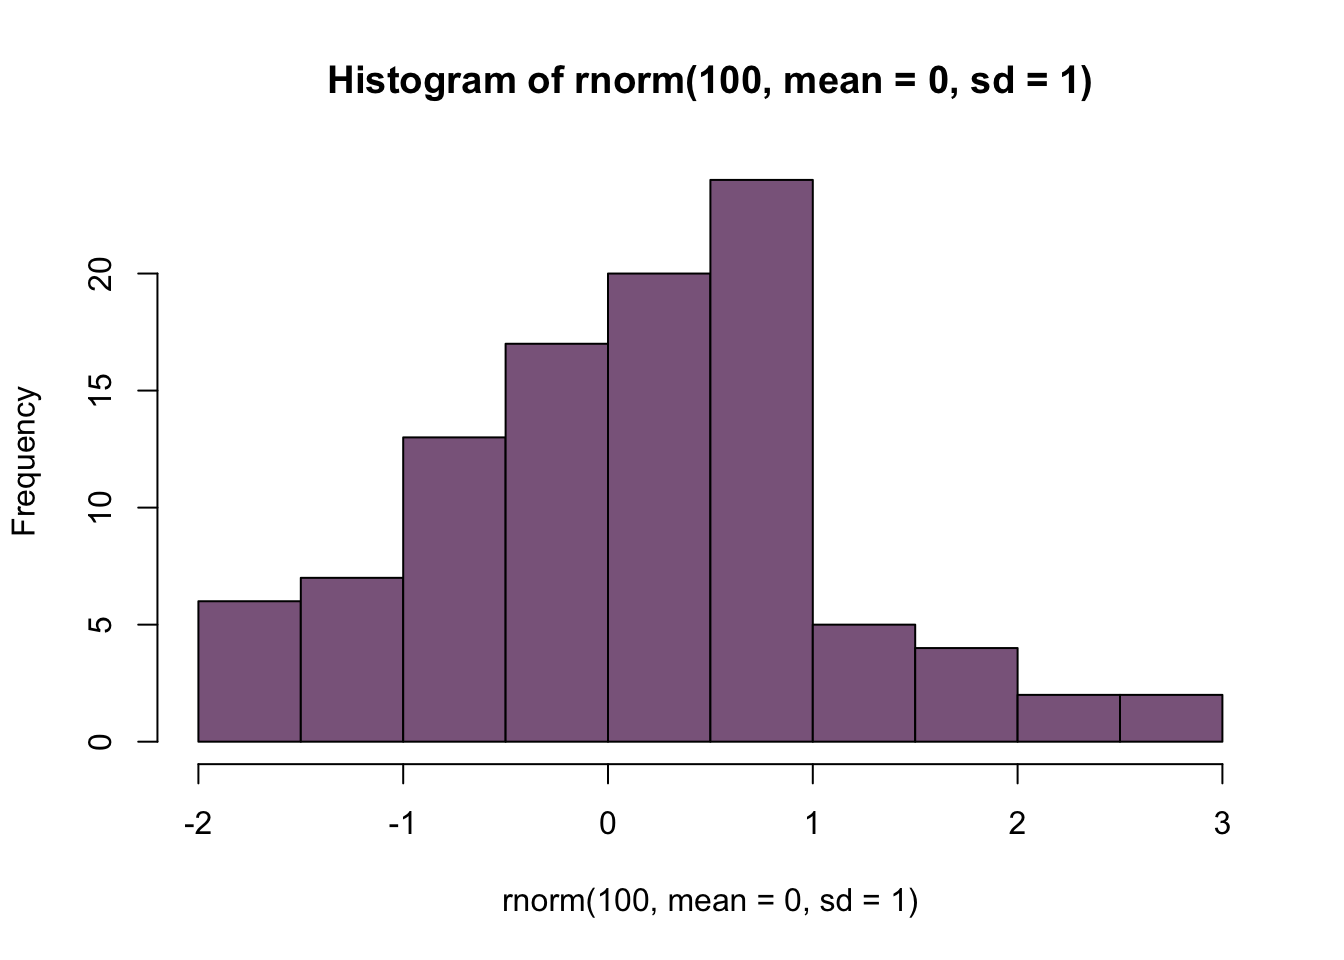 Histogram of rnorm(100, mean = 0, sd = 1)
Frequency
20
15
10
5
0
-2 -1 0 1 2 3
rnorm(100, mean = 0, sd = 1)